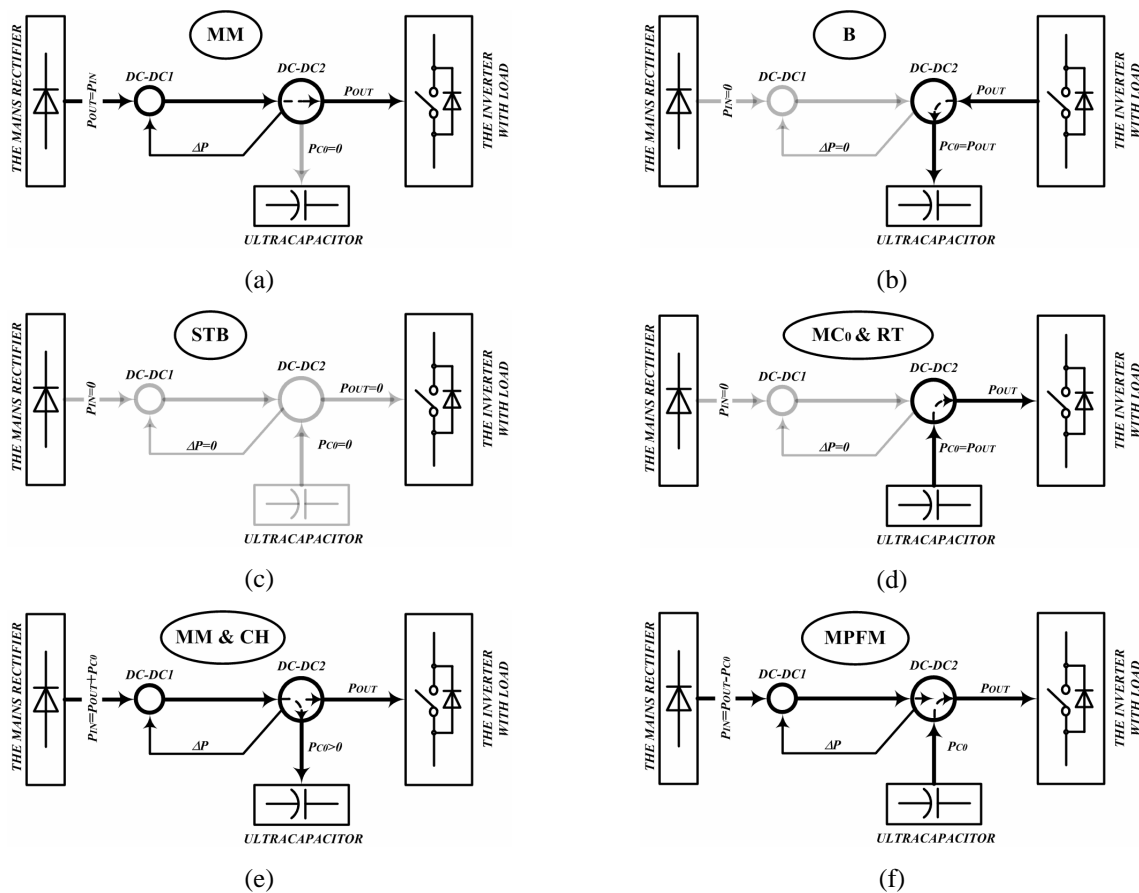 MM
THE MAINS RECTIFIER
POUT=PIN
DC-DC1
DC-DC2
POUT
ΔP
PC0=0
ULTRACAPACITOR
THE INVERTER
WITH LOAD
(a)
B
THE MAINS RECTIFIER
PIN=0
DC-DC1
DC-DC2
POUT
ΔP=0
PC0=POUT
ULTRACAPACITOR
THE INVERTER
WITH LOAD
(b)
STB
THE MAINS RECTIFIER
PIN=0
DC-DC1
DC-DC2
POUT=0
ΔP=0
PC0=0
ULTRACAPACITOR
THE INVERTER
WITH LOAD
(c)
MC0 & RT
THE MAINS RECTIFIER
PIN=0
DC-DC1
DC-DC2
POUT
ΔP=0
PC0=POUT
ULTRACAPACITOR
THE INVERTER
WITH LOAD
(d)
MM & CH
THE MAINS RECTIFIER
PIN=POUT+PC0
DC-DC1
DC-DC2
POUT
ΔP
PC0>0
ULTRACAPACITOR
THE INVERTER
WITH LOAD
(e)
MPFM
THE MAINS RECTIFIER
PIN=POUT-PC0
DC-DC1
DC-DC2
POUT
ΔP
PC0
ULTRACAPACITOR
THE INVERTER
WITH LOAD
(f)